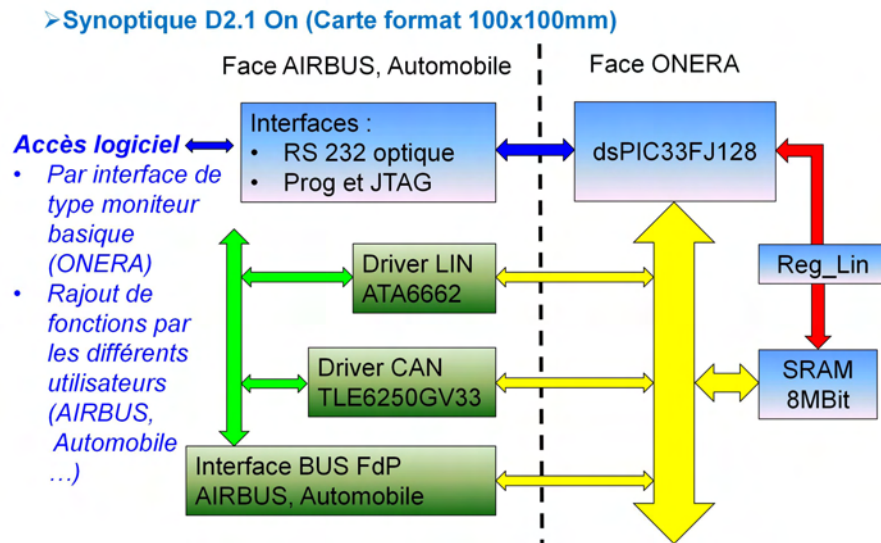 ➢Synoptique D2.1 On (Carte format 100x100mm)
Face AIRBUS, Automobile
Face ONERA
Accès logiciel
• Par interface de
type moniteur
basique
(ONERA)
• Rajout de
fonctions par
les différents
utilisateurs
(AIRBUS,
Automobile
…)
Interfaces :
• RS 232 optique
• Prog et JTAG
dsPIC33FJ128
Driver LIN
ATA6662
Reg_Lin
Driver CAN
TLE6250GV33
SRAM
8MBit
Interface BUS FdP
AIRBUS, Automobile